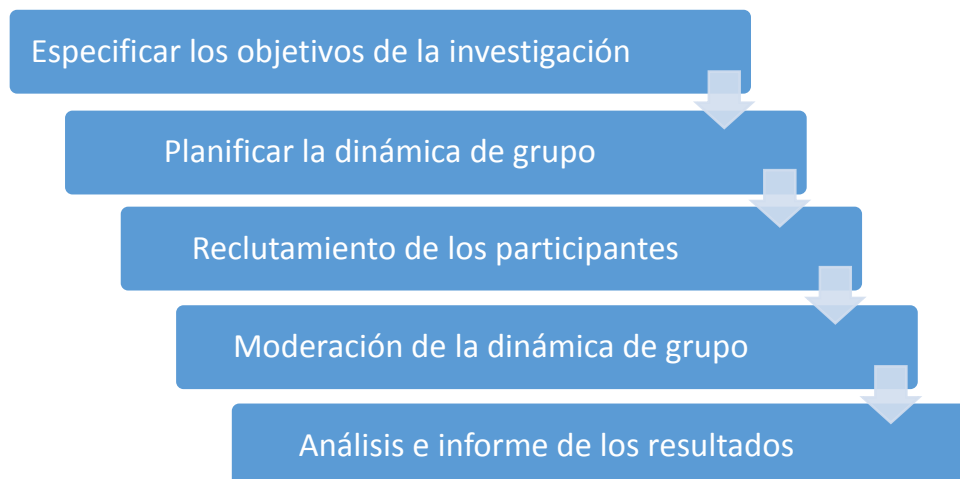 Especificar los objetivos de la investigación
Planificar la dinámica de grupo
Reclutamiento de los participantes
Moderación de la dinámica de grupo
Análisis e informe de los resultados